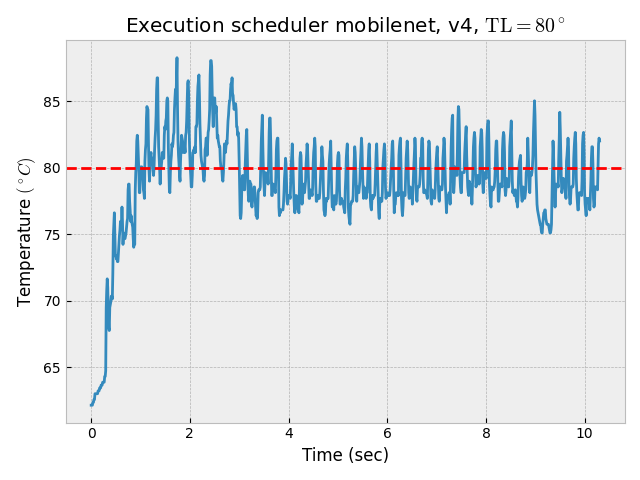 Execution scheduler mobilenet, v4, TL = 80°
Temperature (°C)
85
80
75
70
65
0 2 4 6 8 10
Time (sec)